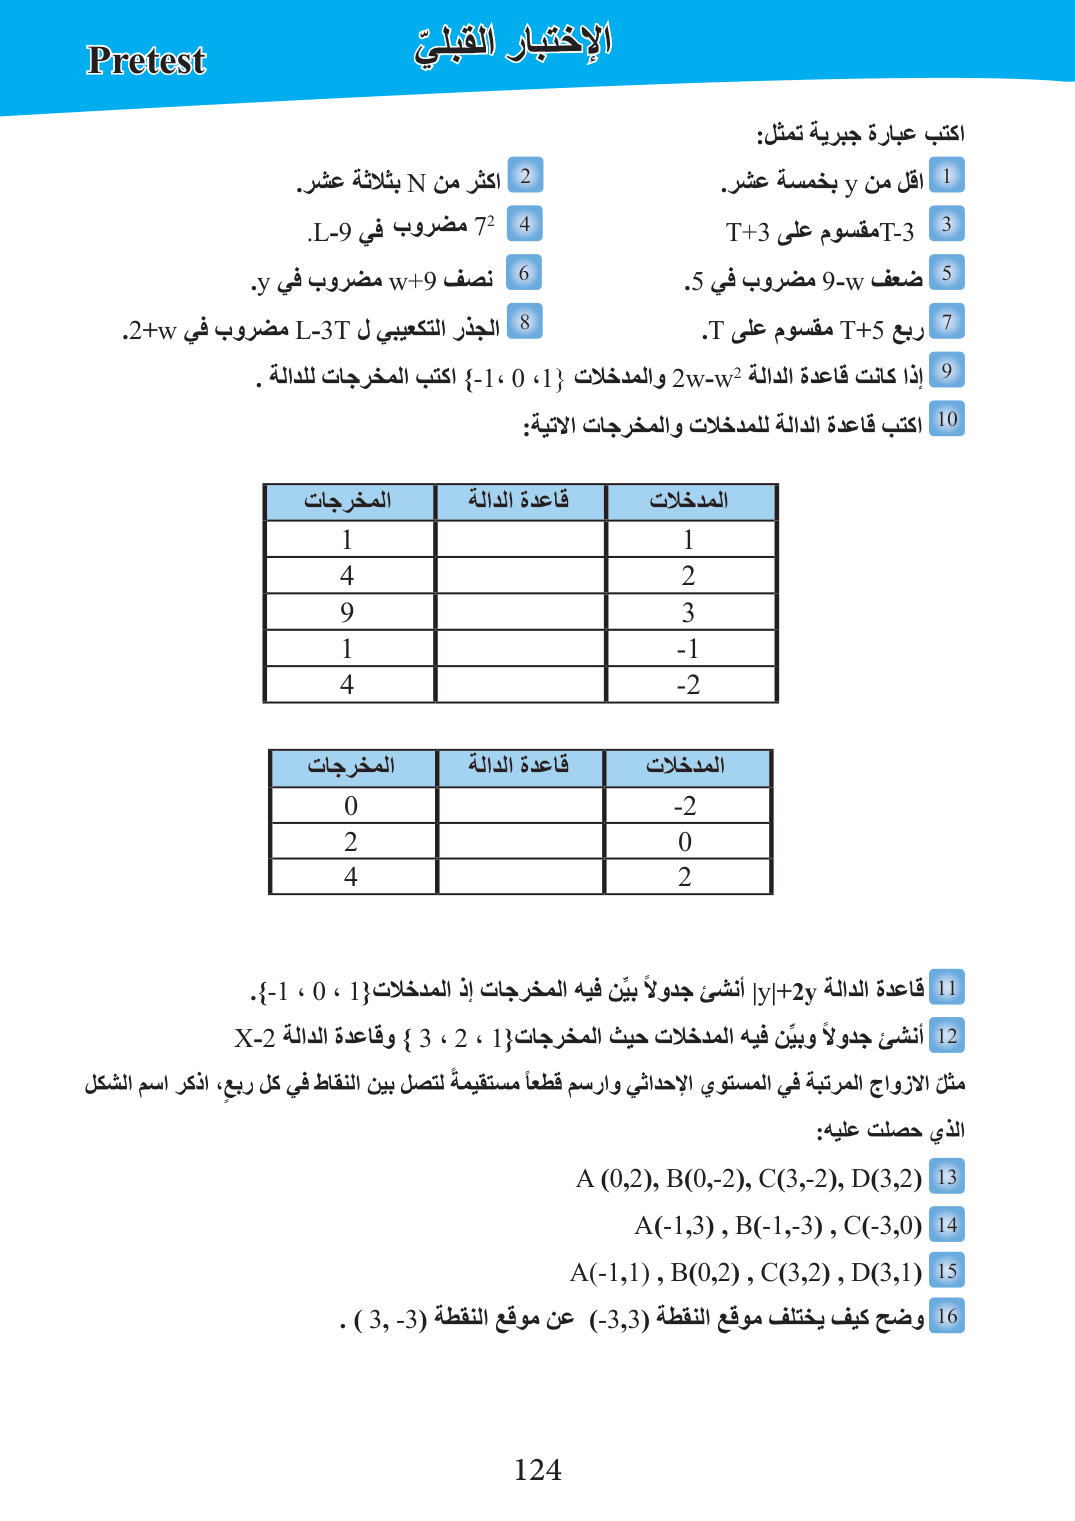 الإختبار القبليّ Pretest
اكتب عبارة جبرية تمثل:
1 اقل من y بخمسة عشر. 2 اكثر من N بثلاثة عشر.
3 T-3مقسوم على T+3 4 7² مضروب في L-9.
5 ضعف 9-w مضروب في 5. 6 نصف w+9 مضروب في y.
7 ربع T+5 مقسوم على T. 8 الجذر التكعيبي ل L-3T مضروب في 2+w.
9 إذا كانت قاعدة الدالة 2w-w² والمدخلات {1، 0 ،1-} اكتب المخرجات للدالة .
10 اكتب قاعدة الدالة للمدخلات والمخرجات الاتية:
المدخلات قاعدة الدالة المخرجات
1 1
2 4
3 9
-1 1
-2 4
المدخلات قاعدة الدالة المخرجات
-2 0
0 2
2 4
11 قاعدة الدالة |y|+2y أنشئ جدولاً بيِّن فيه المخرجات إذ المدخلات{1 ، 0 ، 1-}.
12 أنشئ جدولاً وبيِّن فيه المدخلات حيث المخرجات{1 ، 2 ، 3 } وقاعدة الدالة X-2
مثلّ الازواج المرتبة في المستوي الإحداثي وارسم قطعاً مستقيمةً لتصل بين النقاط في كل ربعٍ، اذكر اسم الشكل
الذي حصلت عليه:
13 A (0,2), B(0,-2), C(3,-2), D(3,2)
14 A(-1,3) , B(-1,-3) , C(-3,0)
15 A(-1,1) , B(0,2) , C(3,2) , D(3,1)
16 وضح كيف يختلف موقع النقطة (-3,3) عن موقع النقطة ( 3, -3) .
124